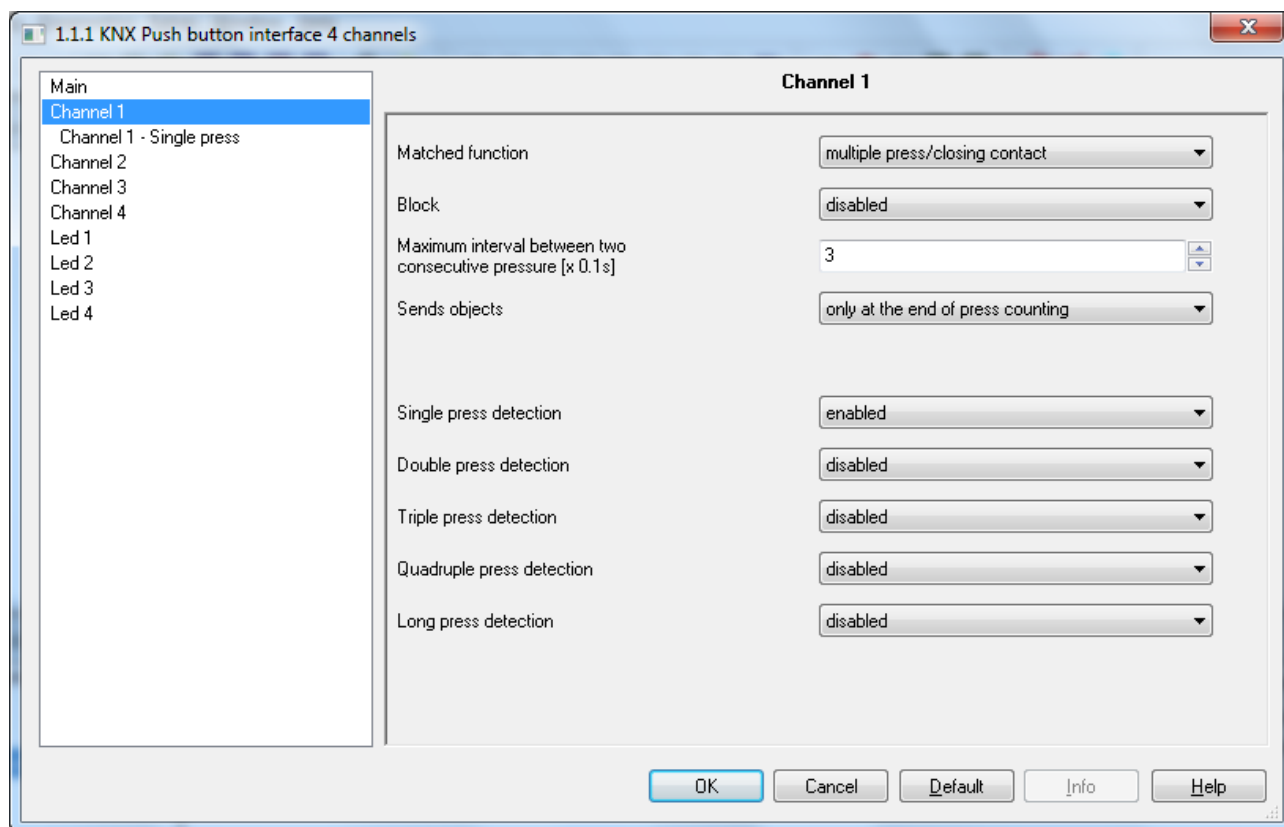 1.1.1 KNX Push button interface 4 channels
Main
Channel 1
Channel 1 - Single press
Channel 2
Channel 3
Channel 4
Led 1
Led 2
Led 3
Led 4
Channel 1
Matched function
multiple press/closing contact
Block
disabled
Maximum interval between two
consecutive pressure [x 0.1s]
3
Sends objects
only at the end of press counting
Single press detection
enabled
Double press detection
disabled
Triple press detection
disabled
Quadruple press detection
disabled
Long press detection
disabled
OK
Cancel
Default
Info
Help